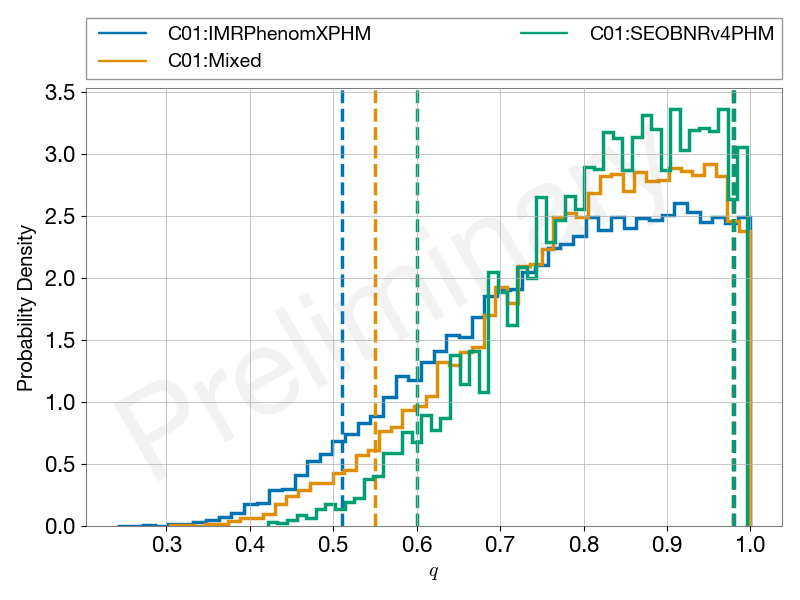 C01:IMRPhenomXPHM
C01:Mixed
C01:SEOBNRv4PHM
Preliminary
Probability Density
3.5
3.0
2.5
2.0
1.5
1.0
0.5
0.0
0.3 0.4 0.5 0.6 0.7 0.8 0.9 1.0
q